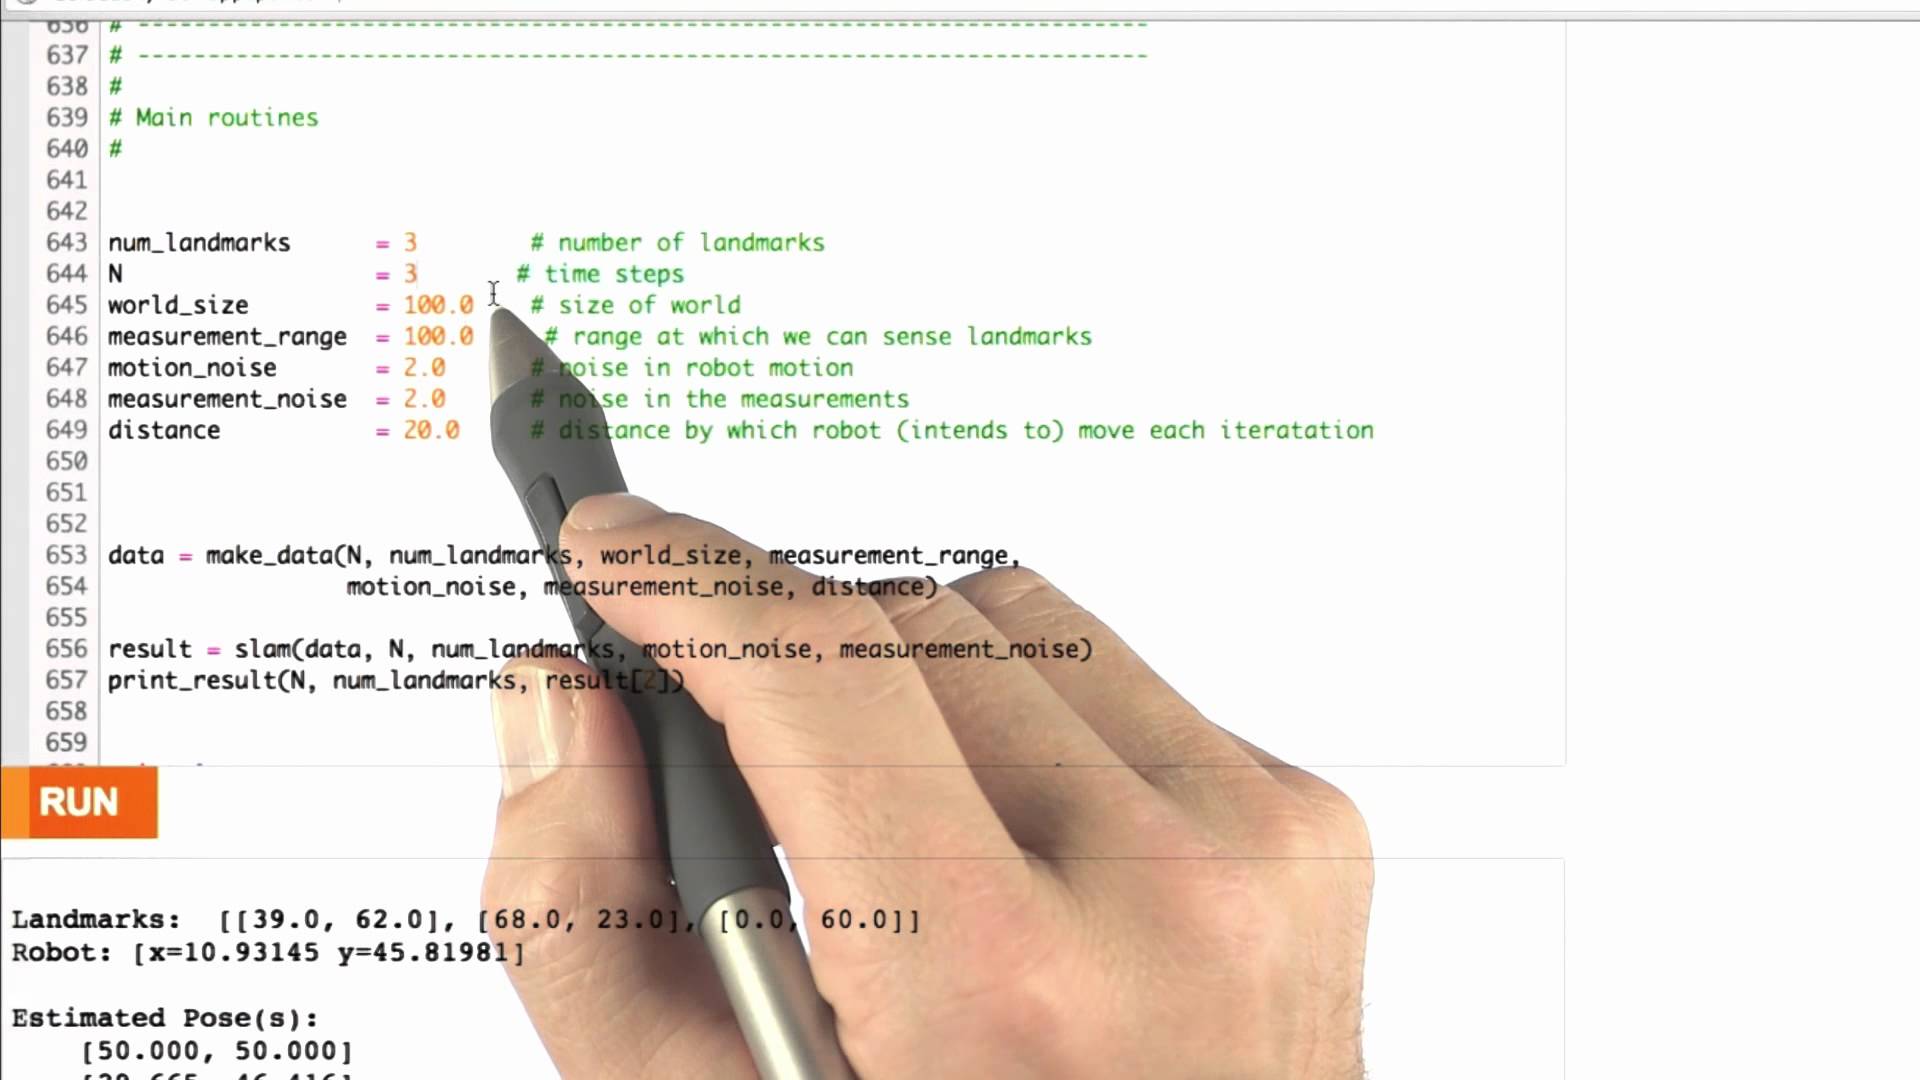 636 # ------------------------------------------------------------------------
637 # ------------------------------------------------------------------------
638 #
639 # Main routines
640 #
641
642
643 num_landmarks = 3 # number of landmarks
644 N = 3 # time steps
645 world_size = 100.0 # size of world
646 measurement_range = 100.0 # range at which we can sense landmarks
647 motion_noise = 2.0 # noise in robot motion
648 measurement_noise = 2.0 # noise in the measurements
649 distance = 20.0 # distance by which robot (intends to) move each iteratation
650
651
652
653 data = make_data(N, num_landmarks, world_size, measurement_range,
654 motion_noise, measurement_noise, distance)
655
656 result = slam(data, N, num_landmarks, motion_noise, measurement_noise)
657 print_result(N, num_landmarks, result[2])
658
659
RUN
Landmarks: [[39.0, 62.0], [68.0, 23.0], [0.0, 60.0]]
Robot: [x=10.93145 y=45.81981]
Estimated Pose(s):
[50.000, 50.000]